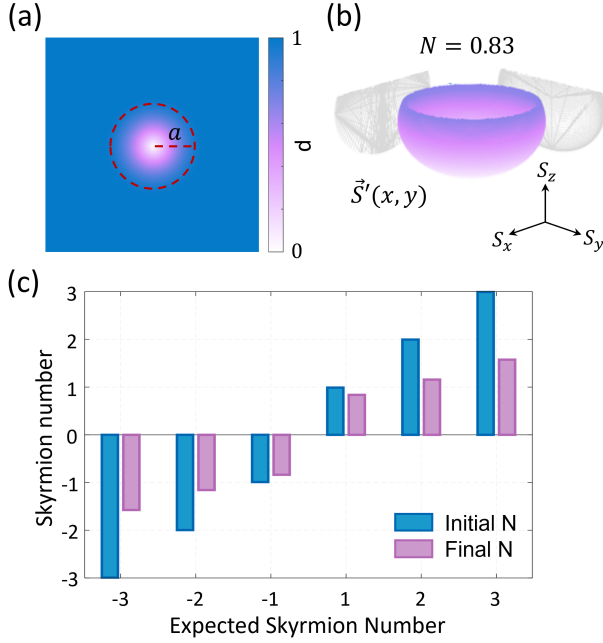 (a)
a
1
d
0
(b)
N = 0.83
S⃗′(x, y)
S_z
S_x
S_y
(c)
Skyrmion number
3
2
1
0
-1
-2
-3
Initial N
Final N
-3 -2 -1 1 2 3
Expected Skyrmion Number